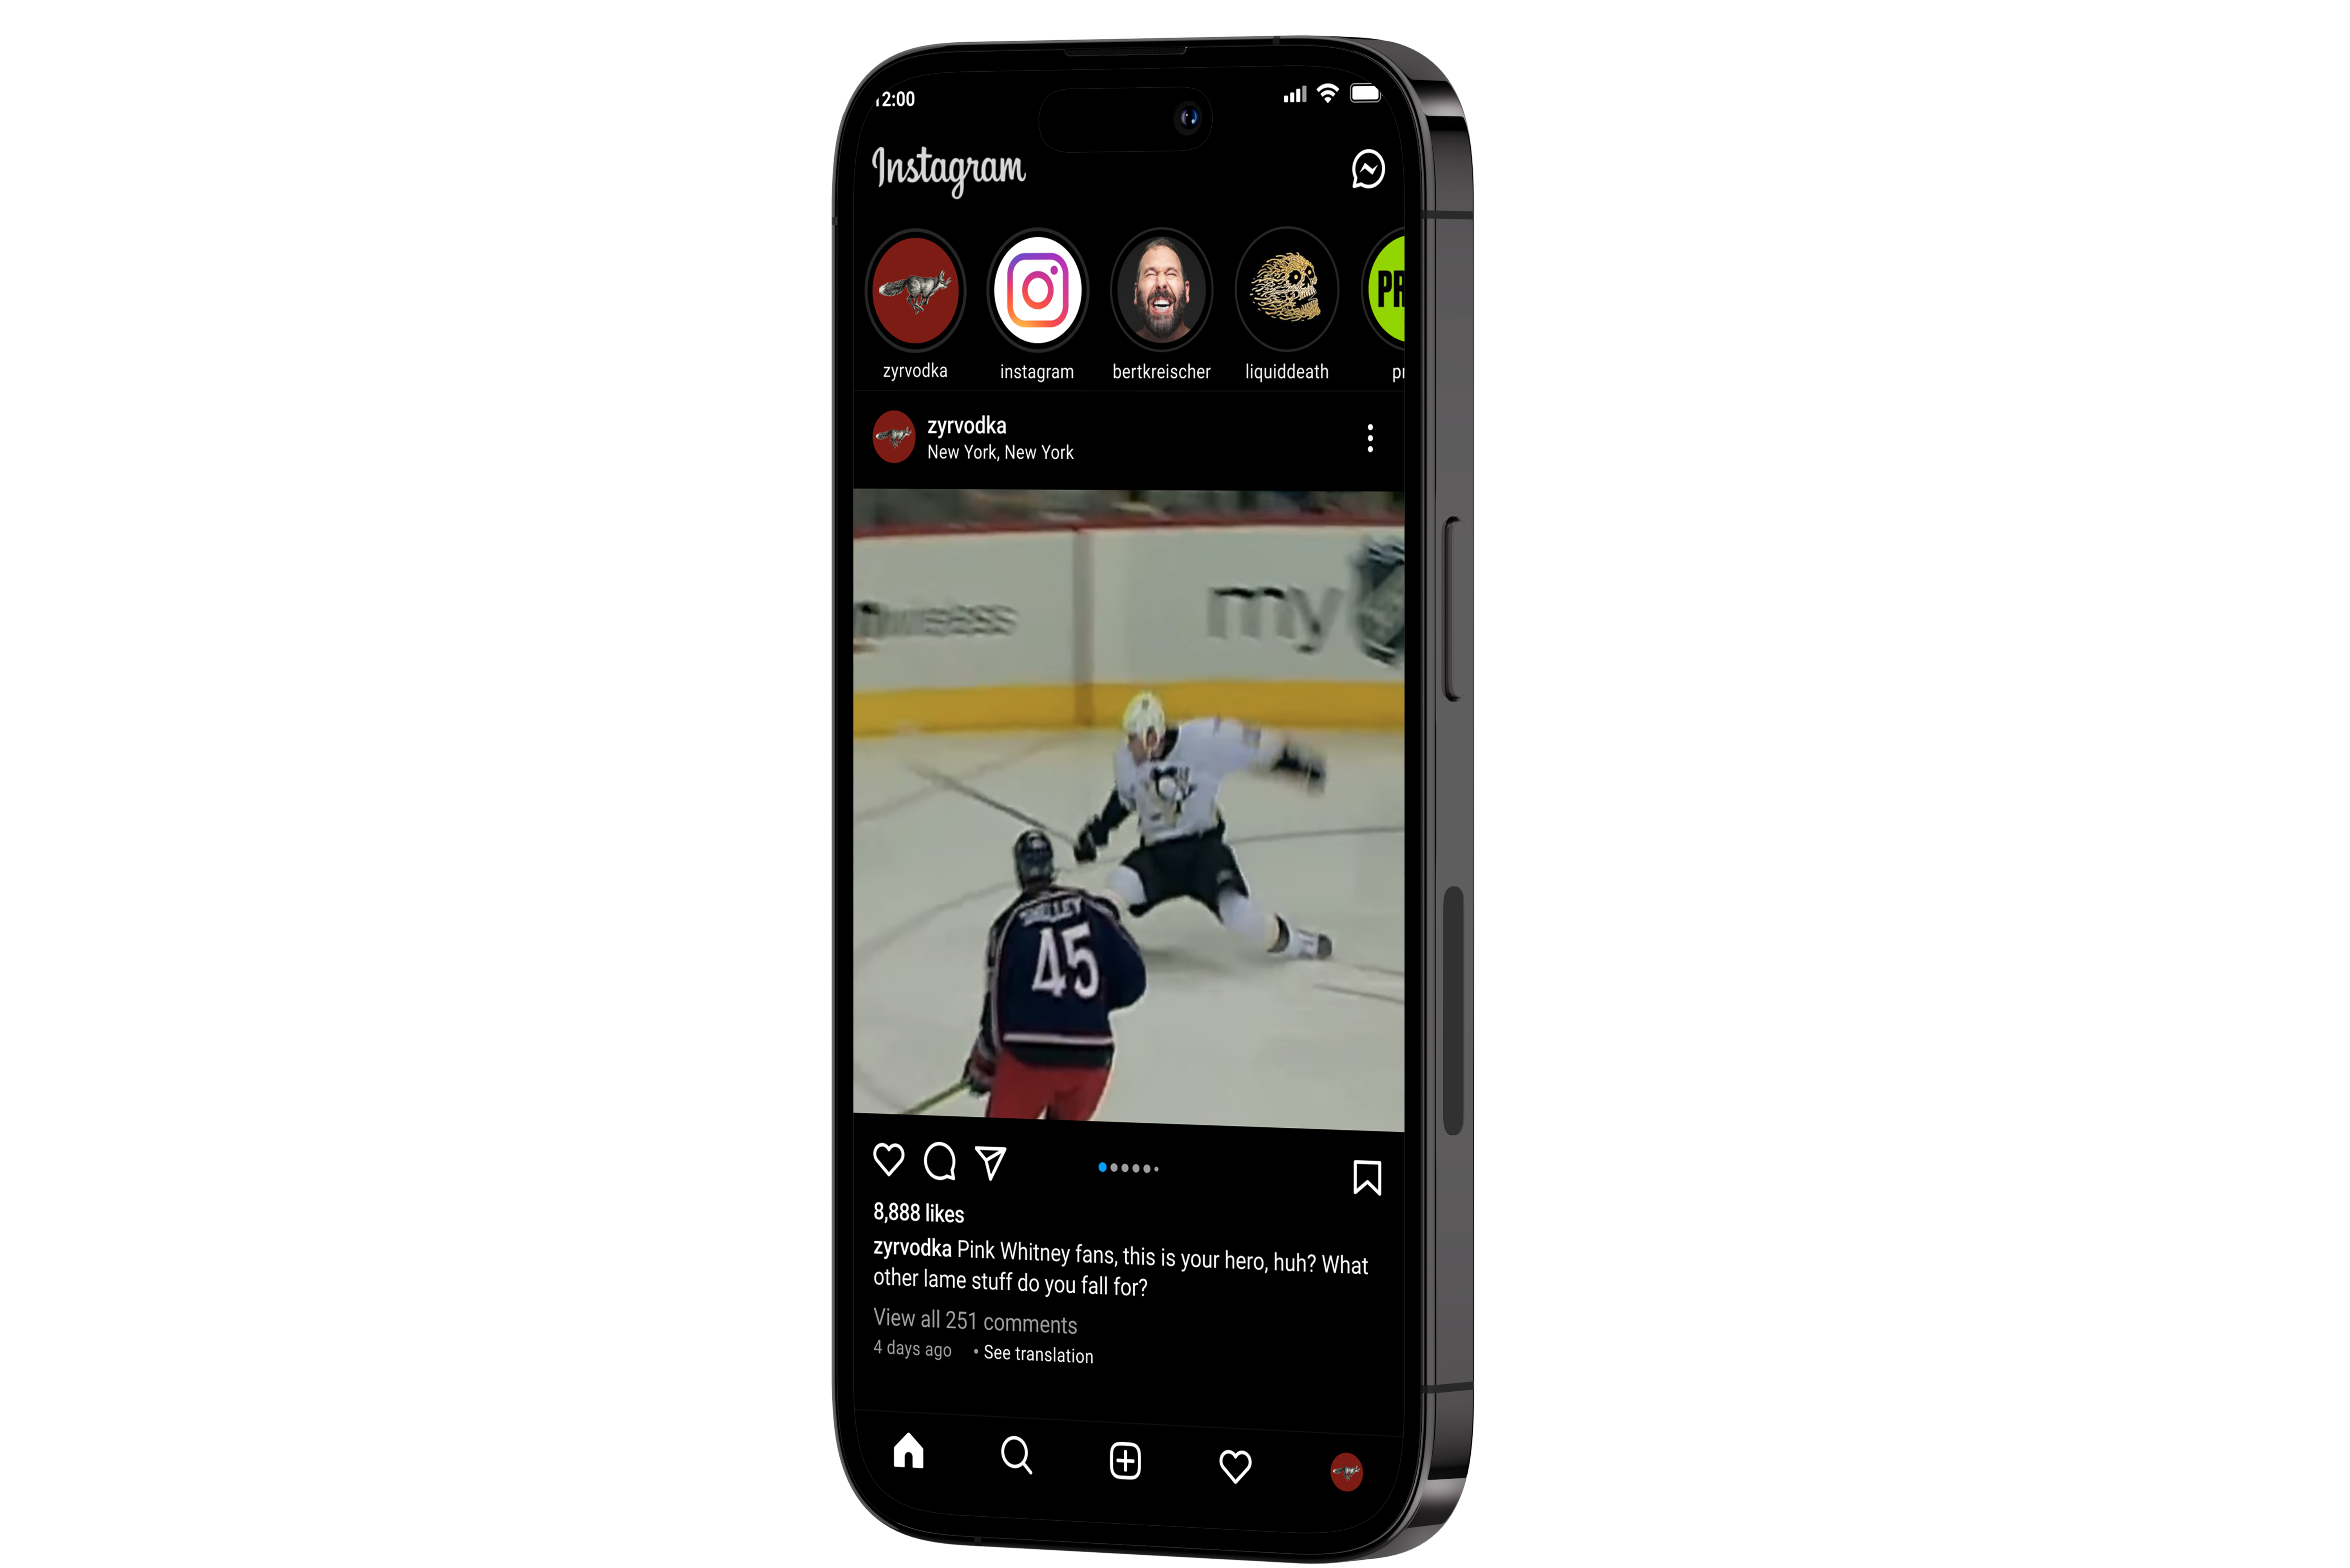 12:00
Instagram
zyrvodka
instagram
bertkreischer
liquiddeath
zyrvodka
New York, New York
my
45
8,888 likes
zyrvodka Pink Whitney fans, this is your hero, huh? What
other lame stuff do you fall for?
View all 251 comments
4 days ago • See translation